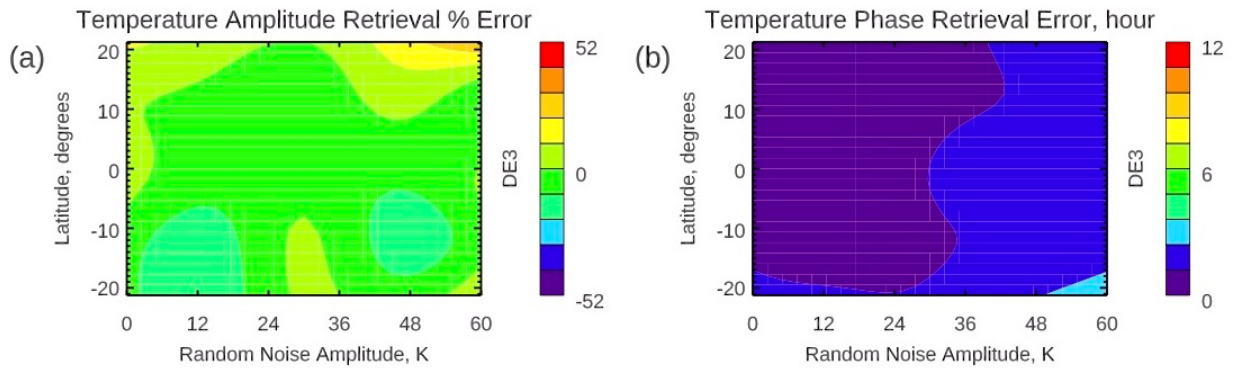 Temperature Amplitude Retrieval % Error
(a)
20
10
0
-10
-20
Latitude, degrees
0 12 24 36 48 60
Random Noise Amplitude, K
DE3
52
0
-52
Temperature Phase Retrieval Error, hour
(b)
20
10
0
-10
-20
Latitude, degrees
0 12 24 36 48 60
Random Noise Amplitude, K
DE3
12
6
0